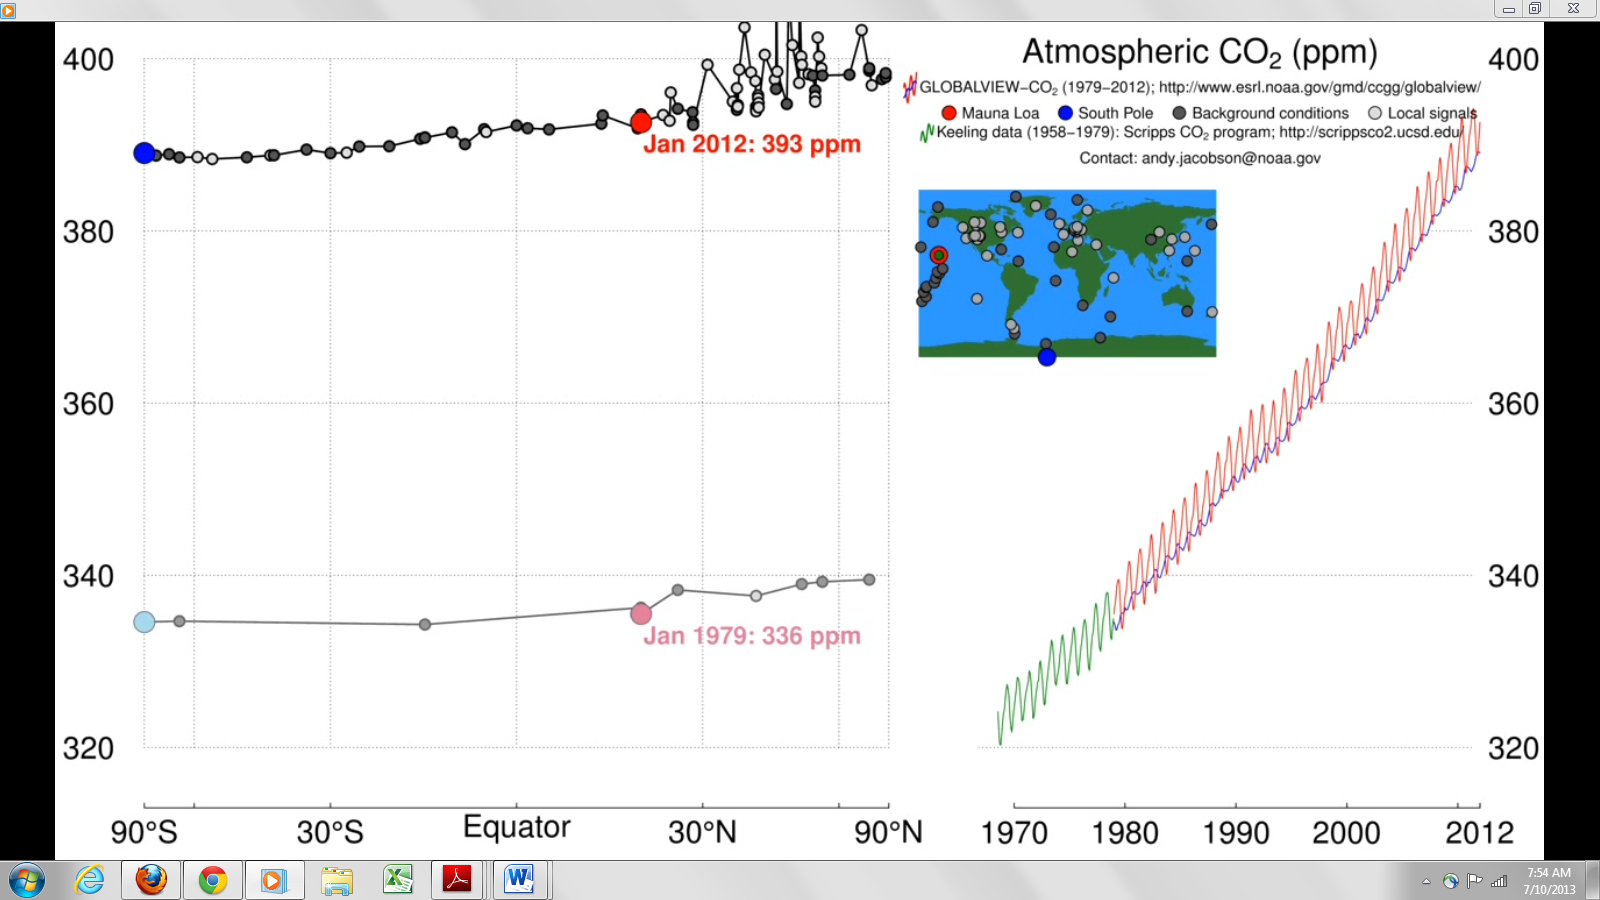 Atmospheric CO₂ (ppm)
GLOBALVIEW−CO₂ (1979−2012); http://www.esrl.noaa.gov/gmd/ccgg/globalview/
Mauna Loa South Pole Background conditions Local signals
Keeling data (1958−1979): Scripps CO₂ program; http://scrippsco2.ucsd.edu/
Contact: andy.jacobson@noaa.gov
400
380
360
340
320
Jan 2012: 393 ppm
Jan 1979: 336 ppm
90°S 30°S Equator 30°N 90°N
400
380
360
340
320
1970 1980 1990 2000 2012
7:54 AM
7/10/2013